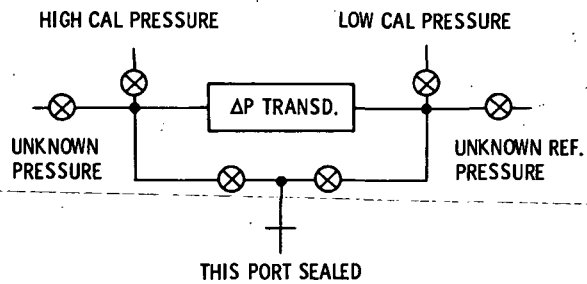 HIGH CAL PRESSURE
LOW CAL PRESSURE
ΔP TRANSD.
UNKNOWN
PRESSURE
UNKNOWN REF.
PRESSURE
THIS PORT SEALED